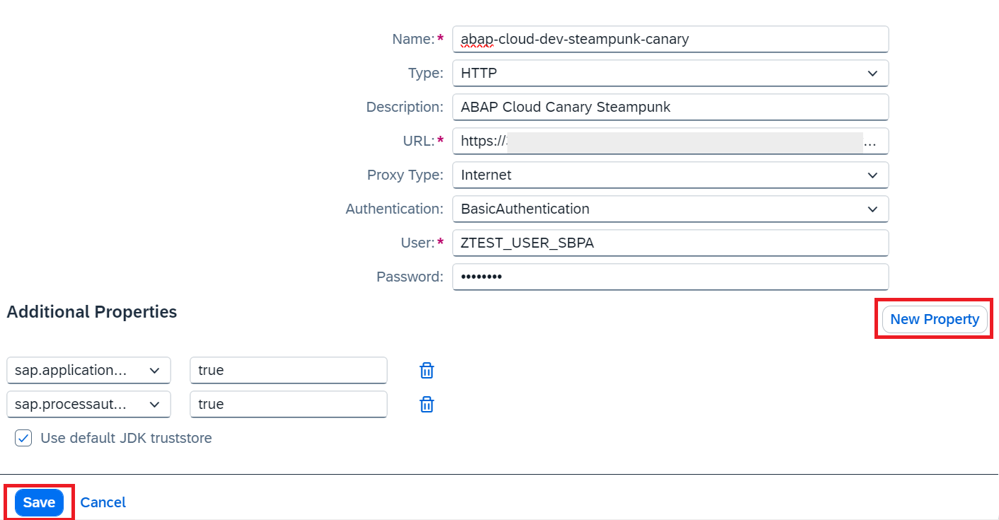 Name:* abap-cloud-dev-steampunk-canary
Type: HTTP
Description: ABAP Cloud Canary Steampunk
URL:* https:// ...
Proxy Type: Internet
Authentication: BasicAuthentication
User:* ZTEST_USER_SBPA
Password: ••••••••
Additional Properties
New Property
sap.application... true
sap.processaut... true
Use default JDK truststore
Save Cancel